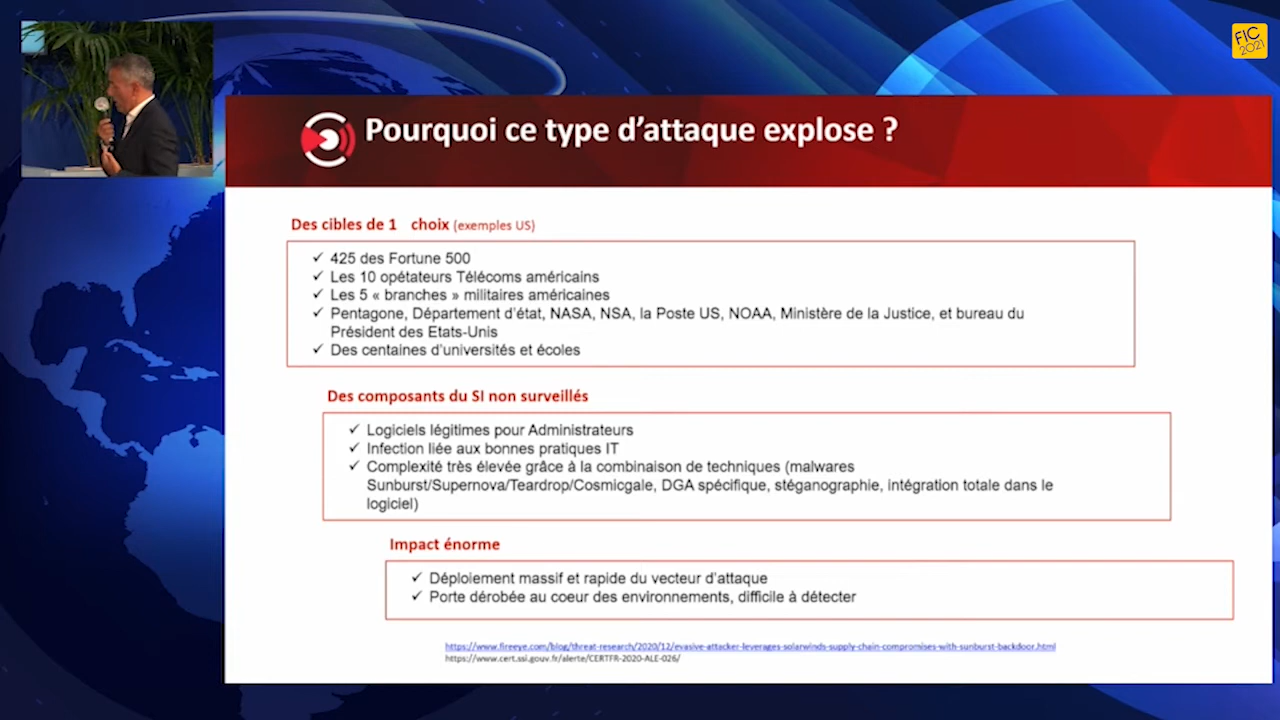 FIC
2021
Pourquoi ce type d'attaque explose ?
Des cibles de 1 choix (exemples US)
✓ 425 des Fortune 500
✓ Les 10 opétateurs Télécoms américains
✓ Les 5 « branches » militaires américaines
✓ Pentagone, Département d'état, NASA, NSA, la Poste US, NOAA, Ministère de la Justice, et bureau du
Président des Etats-Unis
✓ Des centaines d'universités et écoles
Des composants du SI non surveillés
✓ Logiciels légitimes pour Administrateurs
✓ Infection liée aux bonnes pratiques IT
✓ Complexité très élevée grâce à la combinaison de techniques (malwares
Sunburst/Supernova/Teardrop/Cosmicgale, DGA spécifique, stéganographie, intégration totale dans le
logiciel)
Impact énorme
✓ Déploiement massif et rapide du vecteur d'attaque
✓ Porte dérobée au coeur des environnements, difficile à détecter
https://www.fireeye.com/blog/threat-research/2020/12/evasive-attacker-leverages-solarwinds-supply-chain-compromises-with-sunburst-backdoor.html
https://www.cert.ssi.gouv.fr/alerte/CERTFR-2020-ALE-026/